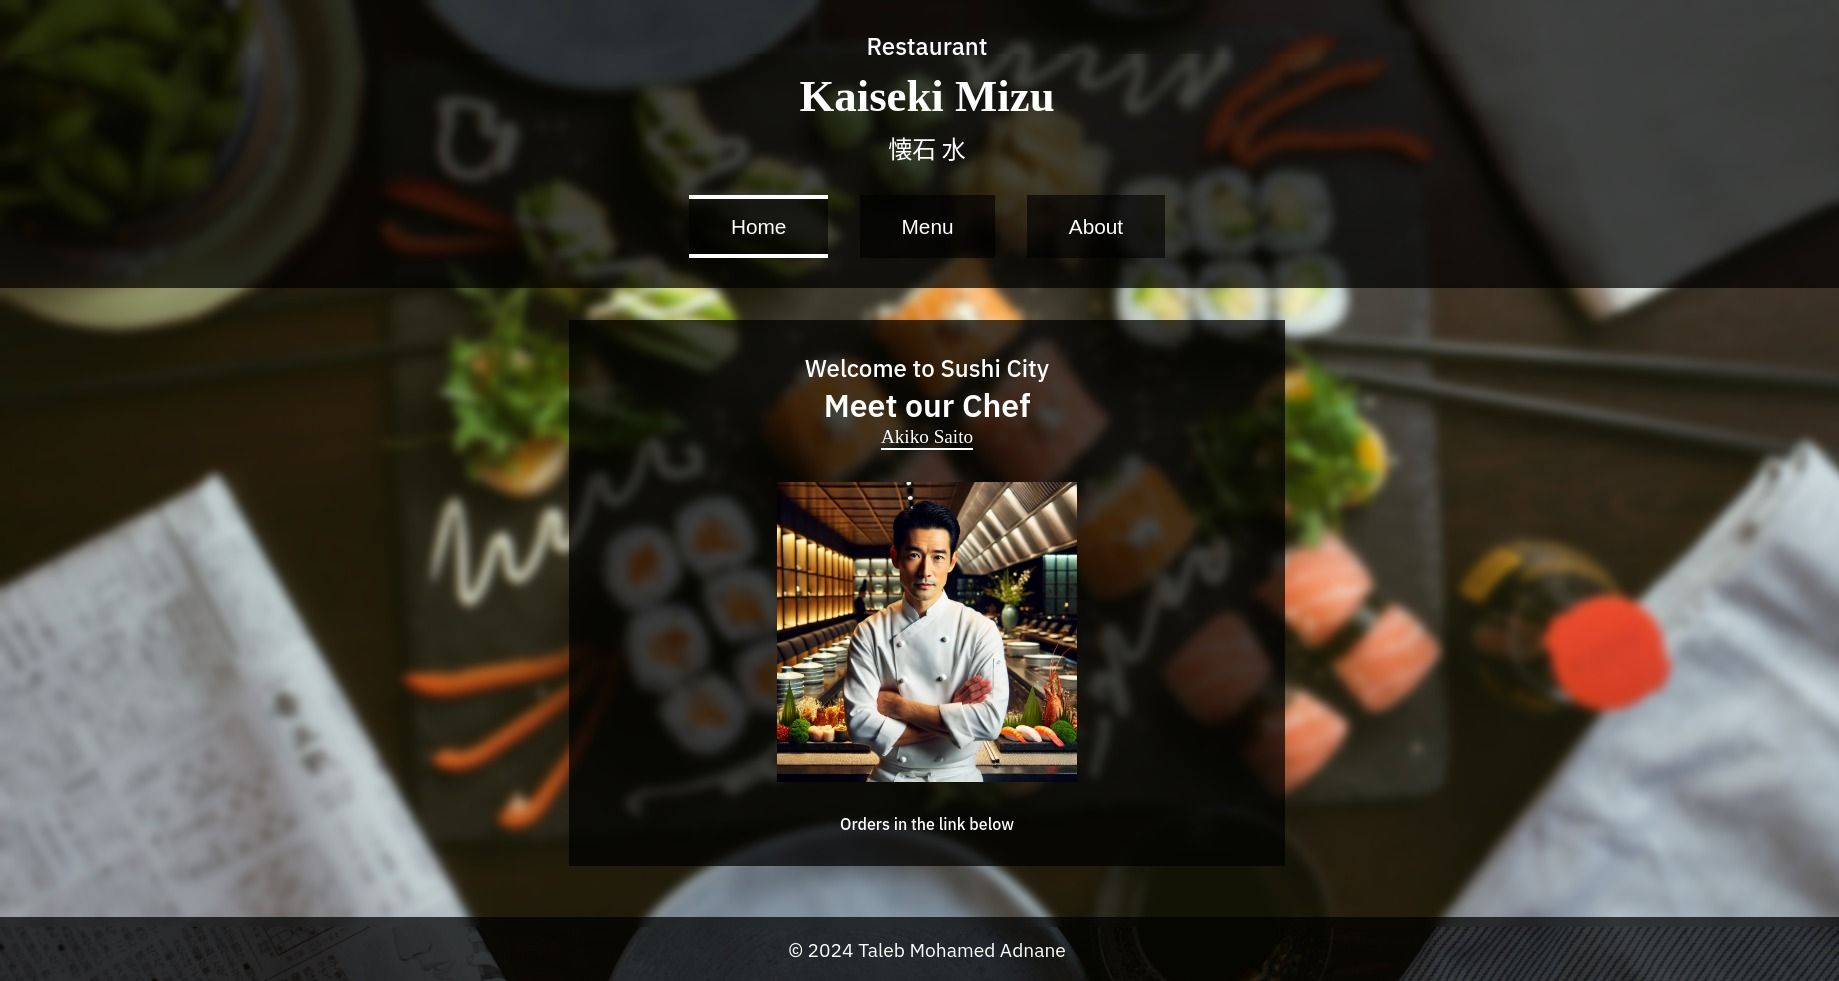 Restaurant
Kaiseki Mizu
懐石 水
Home
Menu
About
Welcome to Sushi City
Meet our Chef
Akiko Saito
Orders in the link below
© 2024 Taleb Mohamed Adnane